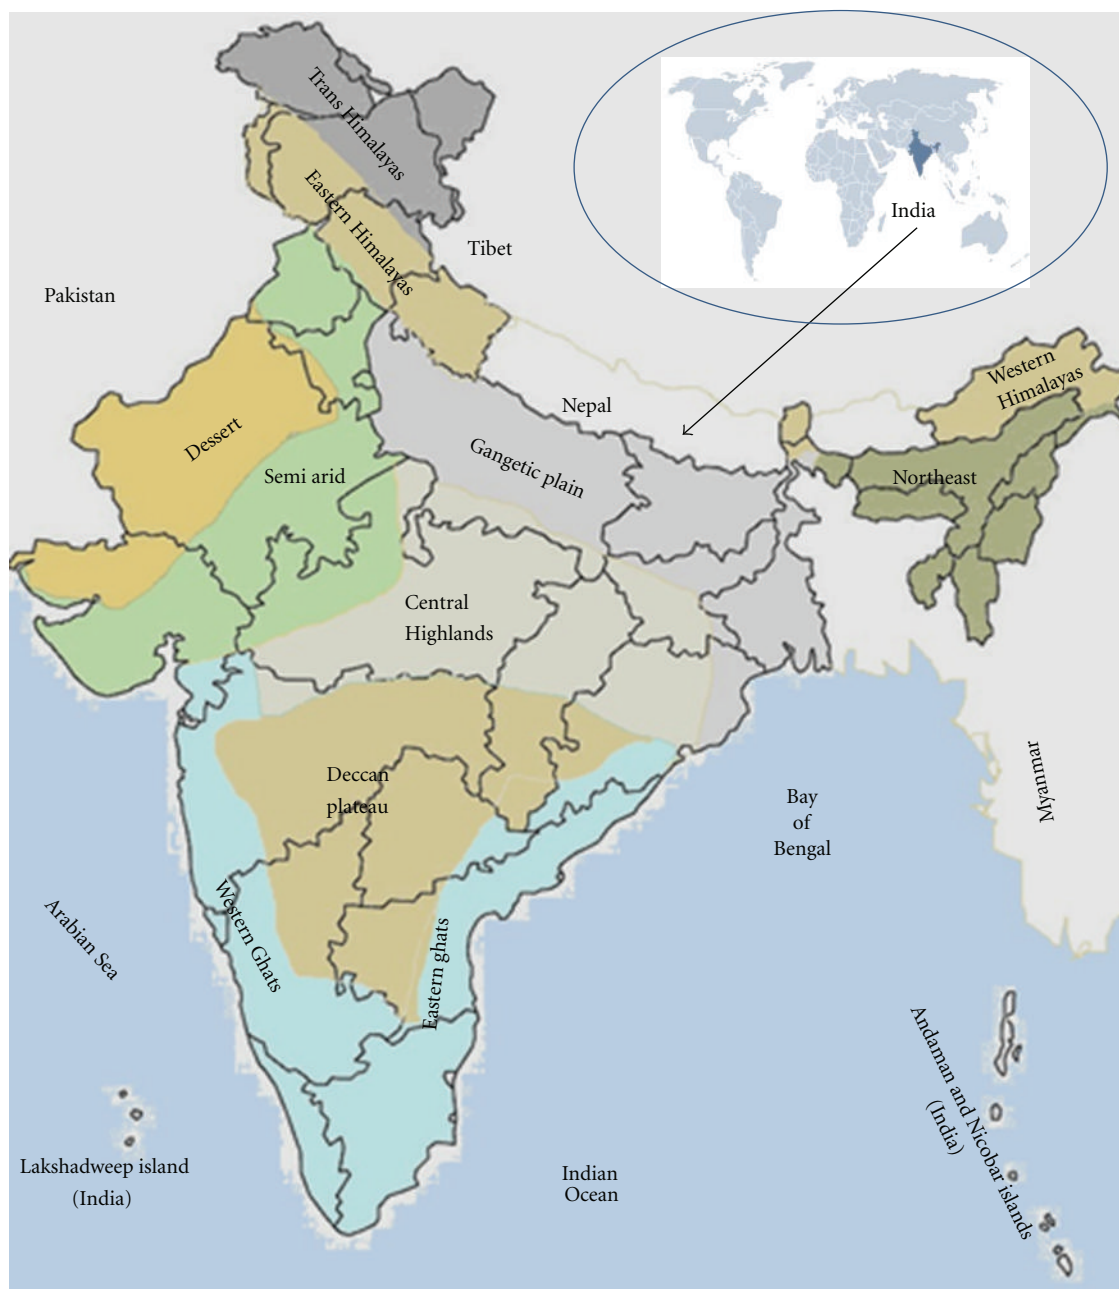 Trans Himalayas
India
Eastern Himalayas
Tibet
Pakistan
Western
Himalayas
Nepal
Dessert
Gangetic plain
Semi arid
Northeast
Central
Highlands
Deccan
plateau
Myanmar
Bay
of
Bengal
Western Ghats
Eastern ghats
Arabian Sea
Andaman and Nicobar islands
(India)
Lakshadweep island
(India)
Indian
Ocean